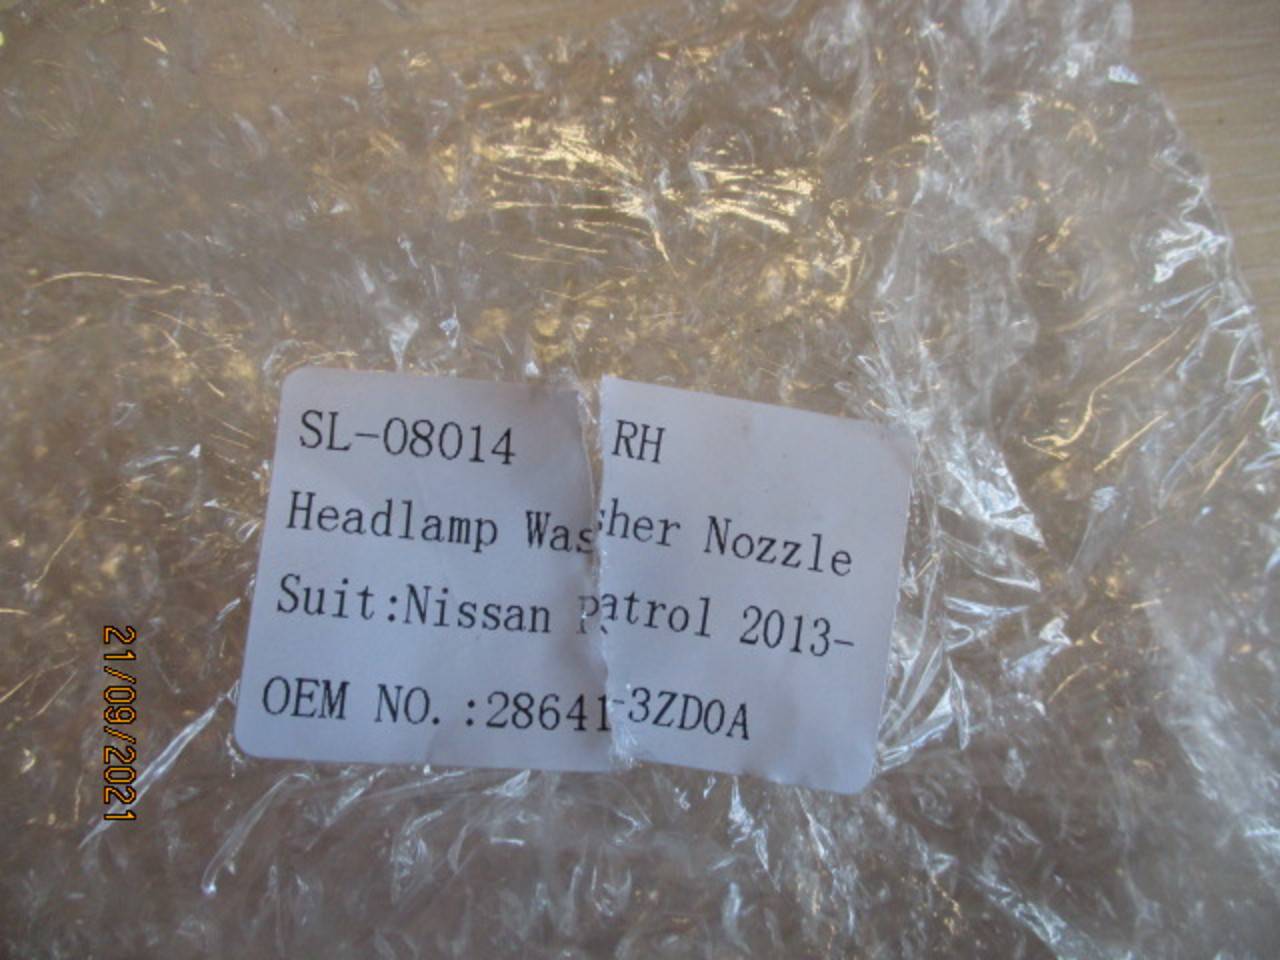 SL-08014 RH
Headlamp Washer Nozzle
Suit:Nissan Patrol 2013-
OEM NO.:28641-3ZD0A
21/09/2021